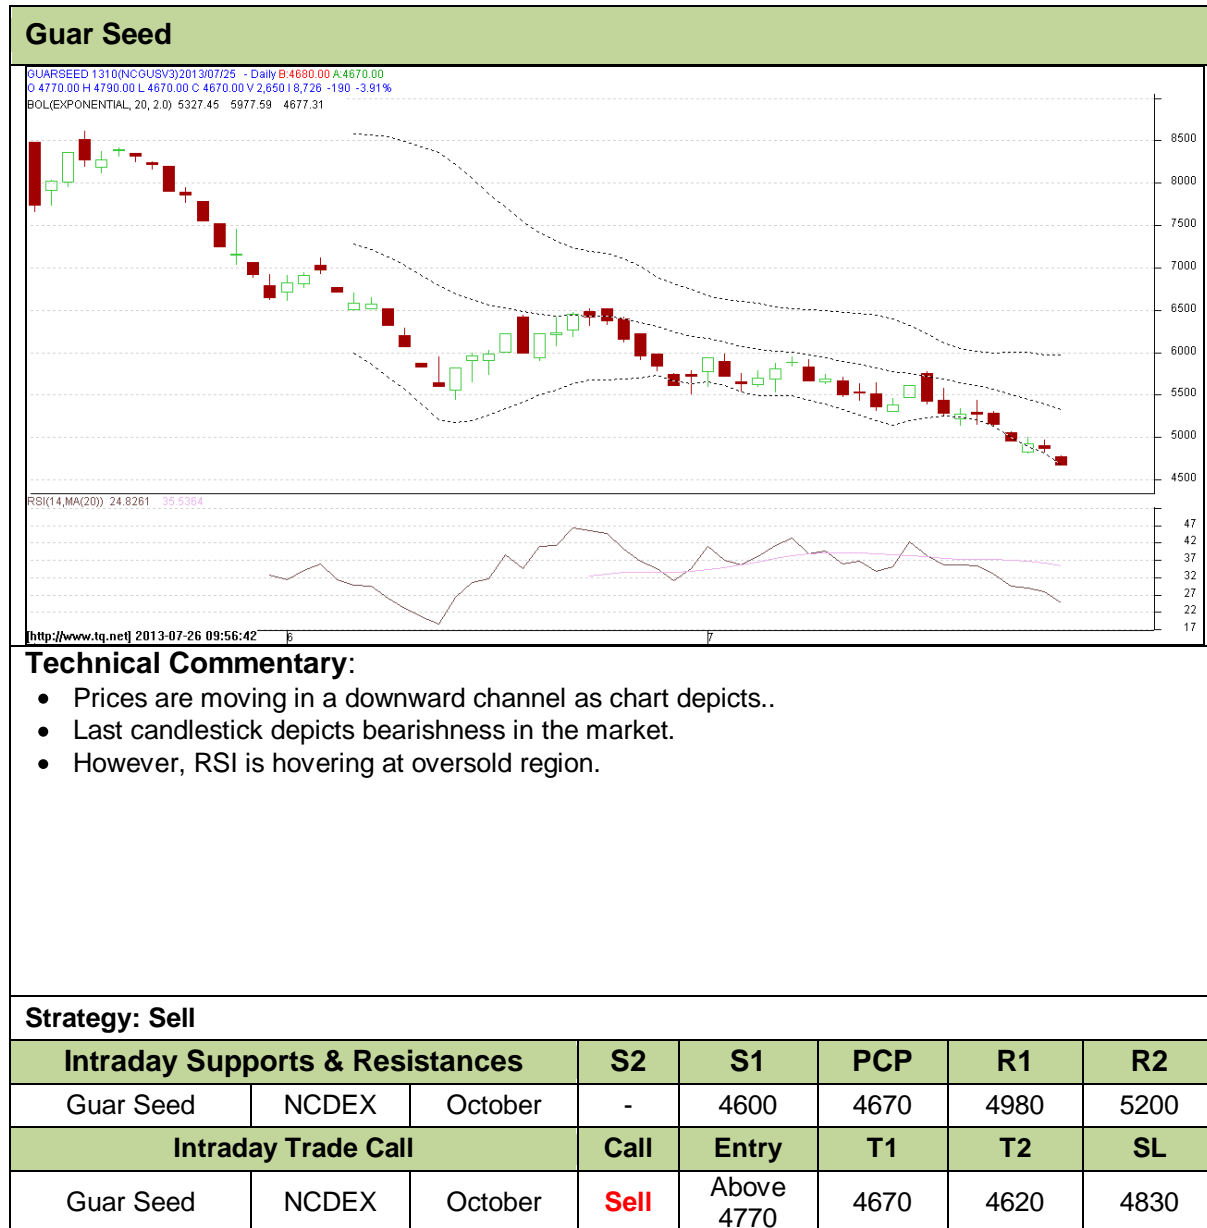 Guar Seed
GUARSEED 1310(NCGUSV3)2013/07/25 - Daily B:4680.00 A:4670.00
O 4770.00 H 4790.00 L 4670.00 C 4670.00 V 2,650 I 8,726 -190 -3.91%
BOL(EXPONENTIAL, 20, 2.0) 5327.45 5977.59 4677.31
8500
8000
7500
7000
6500
6000
5500
5000
4500
RSI(14,MA(20)) 24.8261 35.5364
47
42
37
32
27
22
17
[http://www.tq.net] 2013-07-26 09:56:42 6 7
Technical Commentary:
• Prices are moving in a downward channel as chart depicts..
• Last candlestick depicts bearishness in the market.
• However, RSI is hovering at oversold region.
Strategy: Sell
Intraday Supports & Resistances S2 S1 PCP R1 R2
Guar Seed NCDEX October - 4600 4670 4980 5200
Intraday Trade Call Call Entry T1 T2 SL
Guar Seed NCDEX October Sell Above 4770 4670 4620 4830